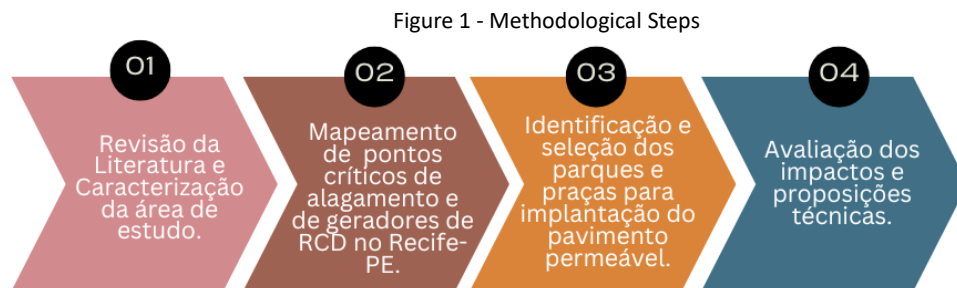 Figure 1 - Methodological Steps
01
Revisão da
Literatura e
Caracterização
da área de
estudo.
02
Mapeamento
de pontos
críticos de
alagamento e
de geradores de
RCD no Recife-
PE.
03
Identificação e
seleção dos
parques e
praças para
implantação do
pavimento
permeável.
04
Avaliação dos
impactos e
proposições
técnicas.